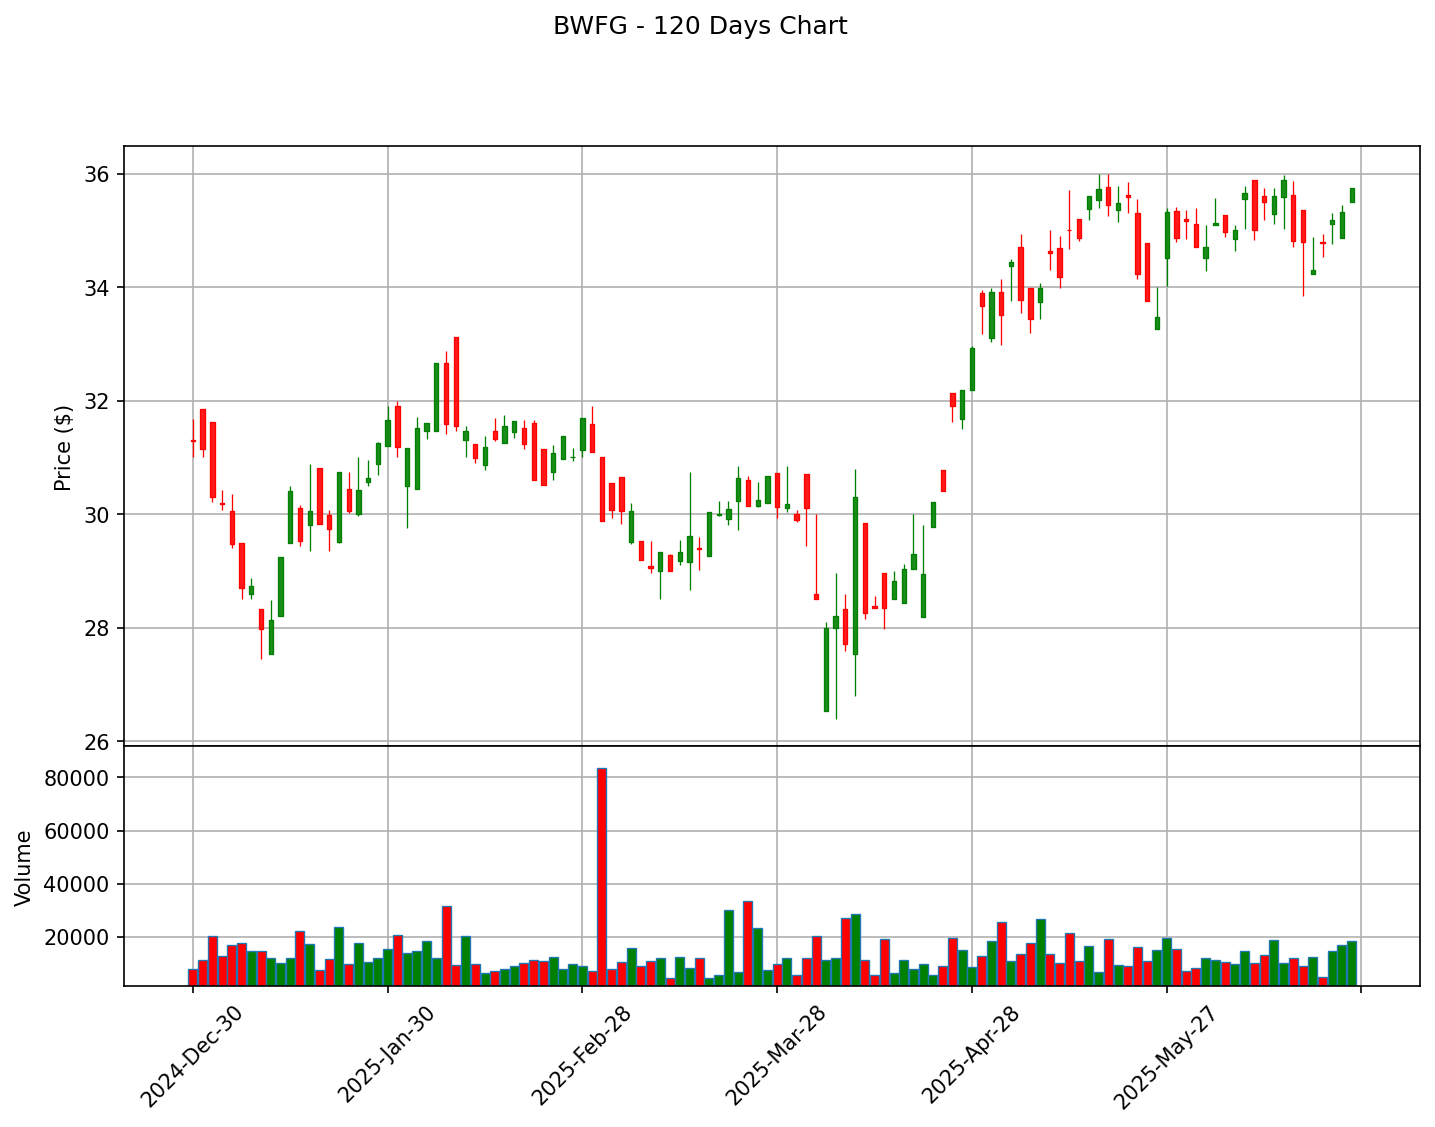 BWFG - 120 Days Chart
36
34
32
30
28
26
Price ($)
80000
60000
40000
20000
Volume
2024-Dec-30
2025-Jan-30
2025-Feb-28
2025-Mar-28
2025-Apr-28
2025-May-27